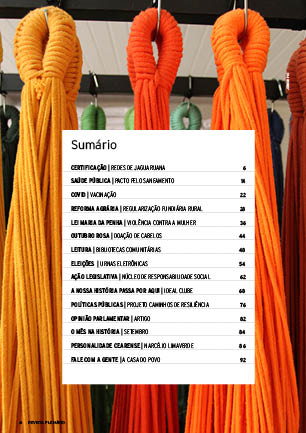 Sumário
CERTIFICAÇÃO | REDES DE JAGUARUANA 6
SAÚDE PÚBLICA | PACTO PELO SANEAMENTO 14
COVID | VACINAÇÃO 22
REFORMA AGRÁRIA | REGULARIZAÇÃO FUNDIÁRIA RURAL 28
LEI MARIA DA PENHA | VIOLÊNCIA CONTRA A MULHER 36
OUTUBRO ROSA | DOAÇÃO DE CABELOS 44
LEITURA | BIBLIOTECAS COMUNITÁRIAS 48
ELEIÇÕES | URNAS ELETRÔNICAS 54
AÇÃO LEGISLATIVA | NÚCLEO DE RESPONSABILIDADE SOCIAL 62
A NOSSA HISTÓRIA PASSA POR AQUI | IDEAL CLUBE 68
POLÍTICAS PÚBLICAS | PROJETO CAMINHOS DE RESILIÊNCIA 76
OPINIÃO PARLAMENTAR | ARTIGO 82
O MÊS NA HISTÓRIA | SETEMBRO 84
PERSONALIDADE CEARENSE | NARCÉLIO LIMAVERDE 86
FALE COM A GENTE | A CASA DO POVO 92
REVISTA PLENÁRIO